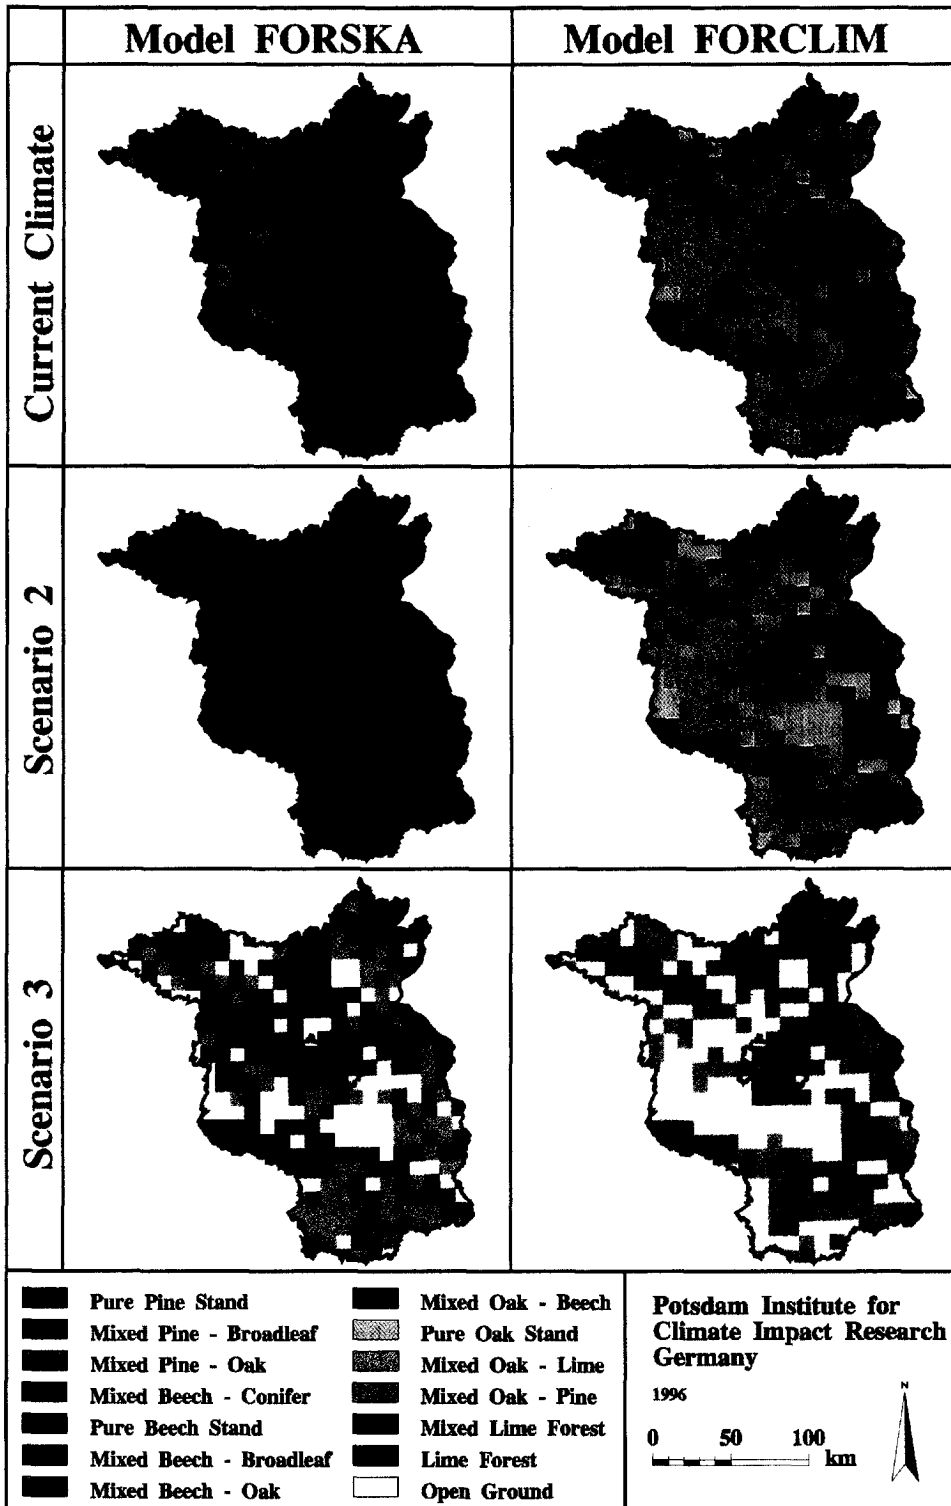 Model FORSKA
Model FORCLIM
Current Climate
Scenario 2
Scenario 3
Pure Pine Stand
Mixed Pine - Broadleaf
Mixed Pine - Oak
Mixed Beech - Conifer
Pure Beech Stand
Mixed Beech - Broadleaf
Mixed Beech - Oak
Mixed Oak - Beech
Pure Oak Stand
Mixed Oak - Lime
Mixed Oak - Pine
Mixed Lime Forest
Lime Forest
Open Ground
Potsdam Institute for
Climate Impact Research
Germany
1996
N
0 50 100
km